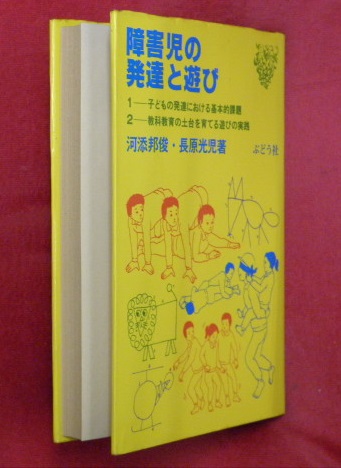 障害児の
発達と遊び
1──子どもの発達における基本的課題
2──教科教育の土台を育てる遊びの実践
河添邦俊・長原光児著 ぶどう社